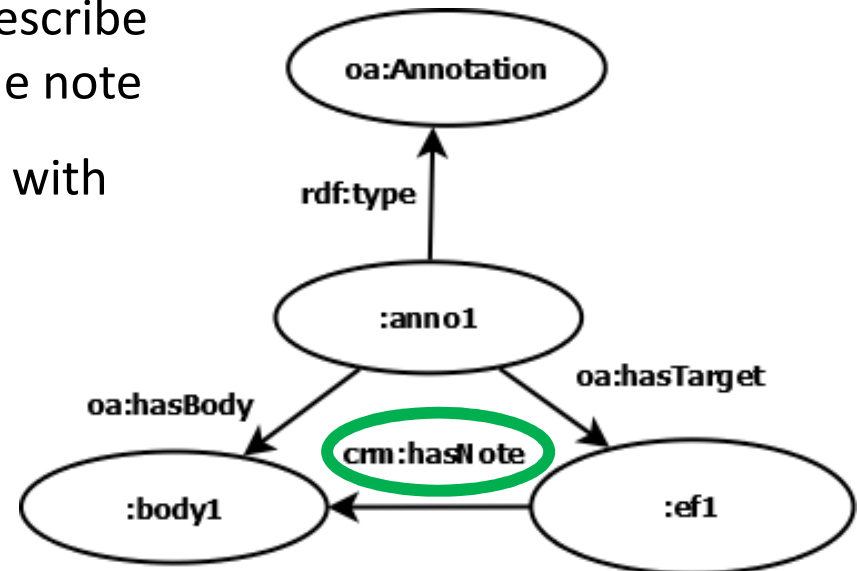 escribe
e note
with
oa:Annotation
rdf:type
:anno1
oa:hasTarget
oa:hasBody
crm:hasNote
:body1
:ef1